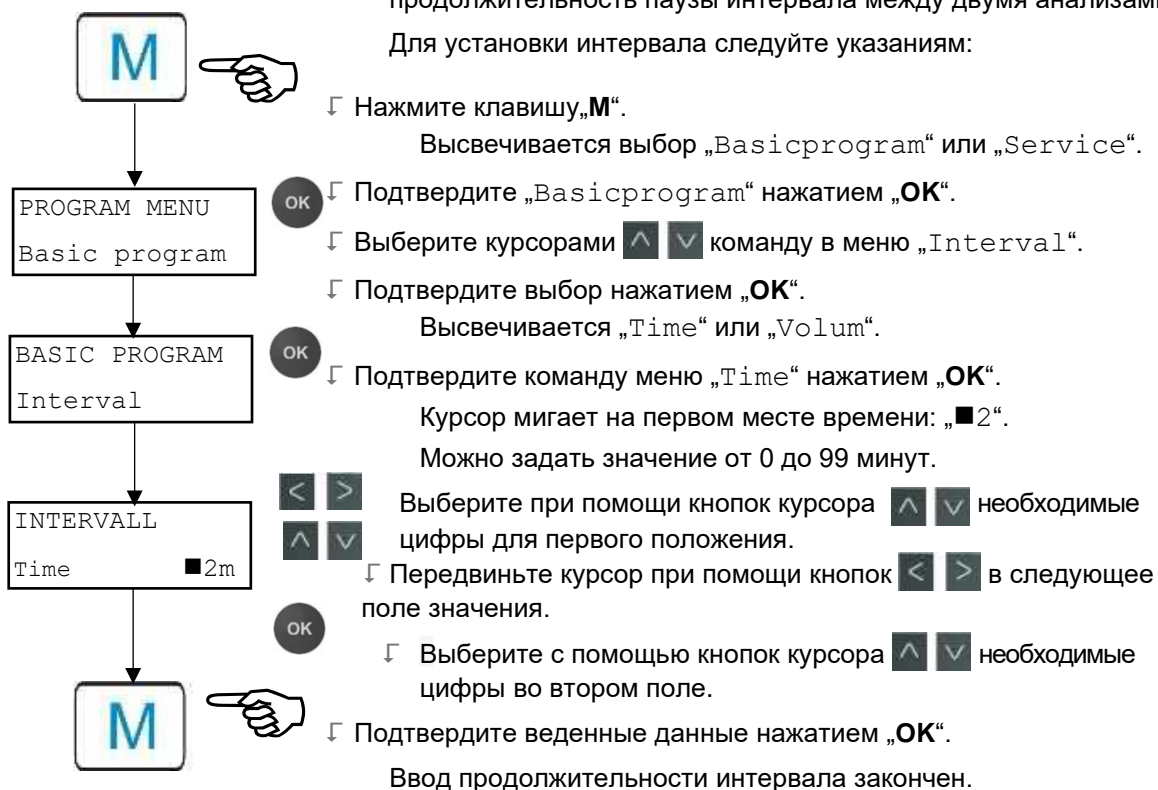 продолжительность паузы интервала между двумя анализами
Для установки интервала следуйте указаниям:
M
Нажмите клавишу„M“.
Высвечивается выбор „Basicprogram“ или „Service“.
PROGRAM MENU
Basic program
OK
Подтвердите „Basicprogram“ нажатием „OK“.
Выберите курсорами ^ v команду в меню „Interval“.
Подтвердите выбор нажатием „OK“.
Высвечивается „Time“ или „Volum“.
BASIC PROGRAM
Interval
OK
Подтвердите команду меню „Time“ нажатием „OK“.
Курсор мигает на первом месте времени: „■2“.
Можно задать значение от 0 до 99 минут.
INTERVALL
Time ■2m
< >
^ v
Выберите при помощи кнопок курсора ^ v необходимые
цифры для первого положения.
Передвиньте курсор при помощи кнопок < > в следующее
поле значения.
OK
Выберите с помощью кнопок курсора ^ v необходимые
цифры во втором поле.
M
Подтвердите веденные данные нажатием „OK“.
Ввод продолжительности интервала закончен.